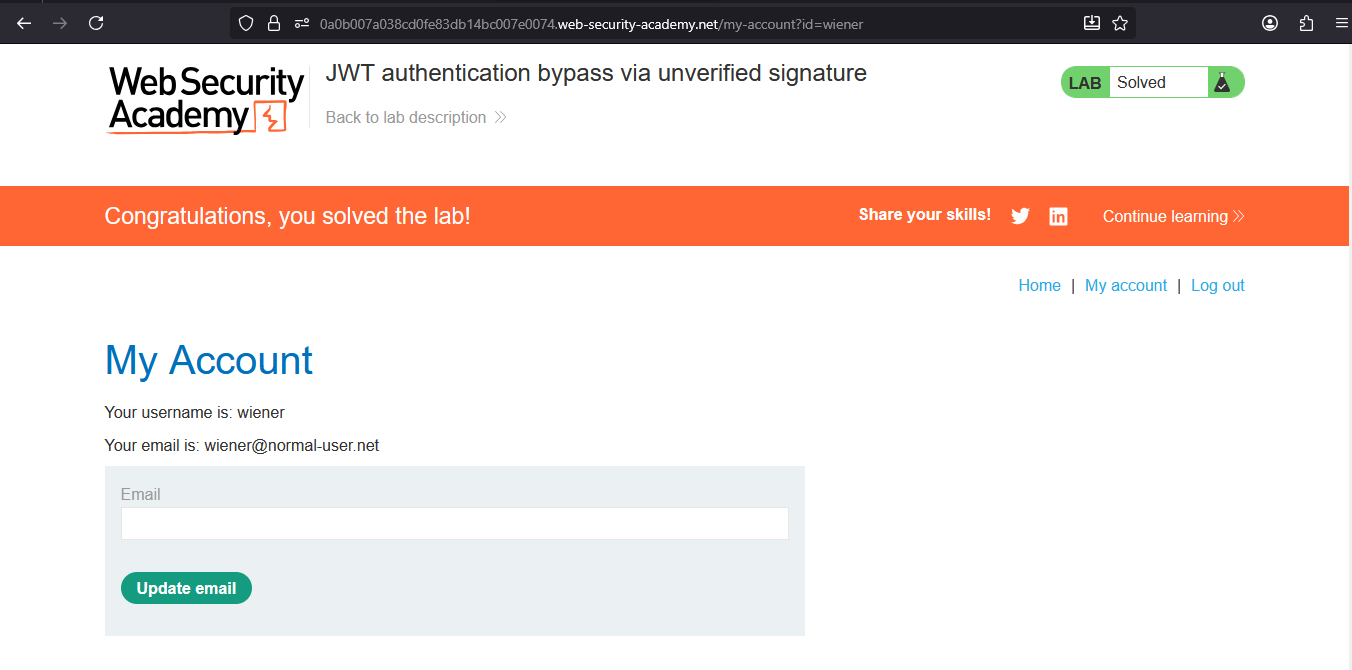 0a0b007a038cd0fe83db14bc007e0074.web-security-academy.net/my-account?id=wiener
Web Security
Academy
JWT authentication bypass via unverified signature
Back to lab description
LAB Solved
Congratulations, you solved the lab!
Share your skills!
Continue learning
Home | My account | Log out
My Account
Your username is: wiener
Your email is: wiener@normal-user.net
Email
Update email